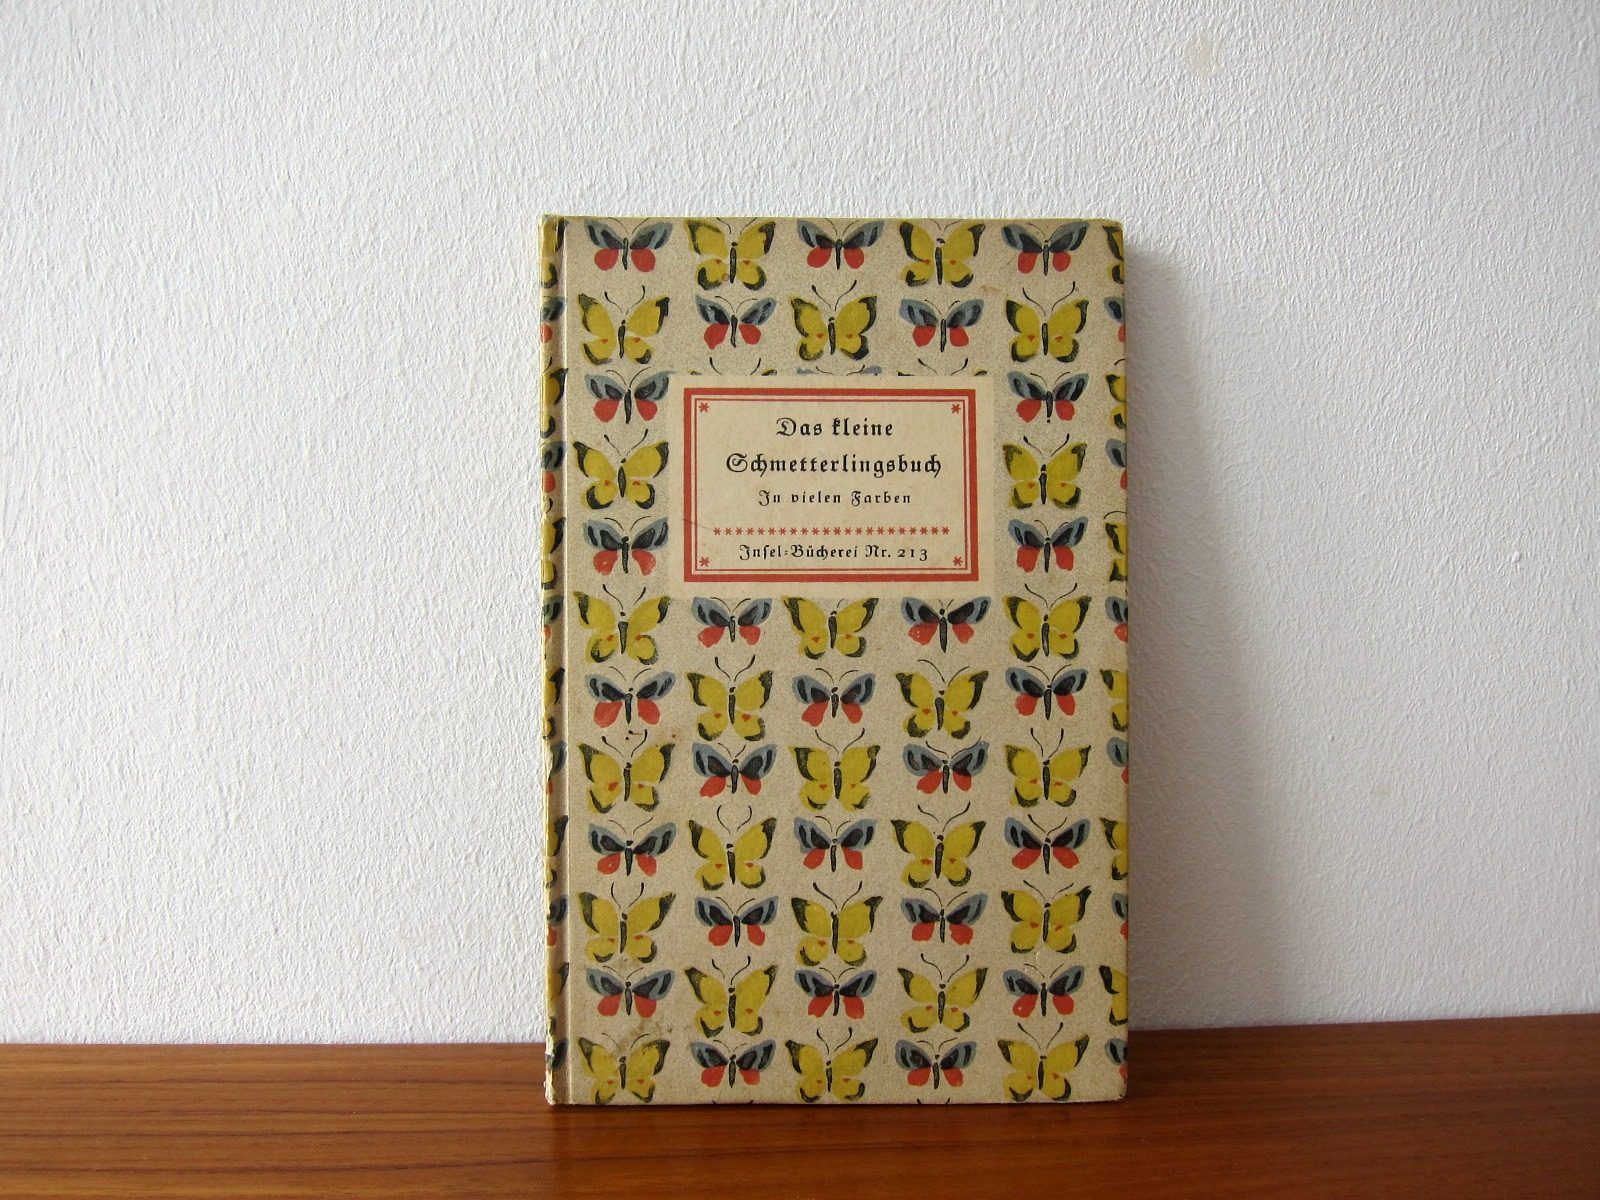 Das kleine
Schmetterlingsbuch
In vielen Farben
Insel-Bücherei Nr. 213